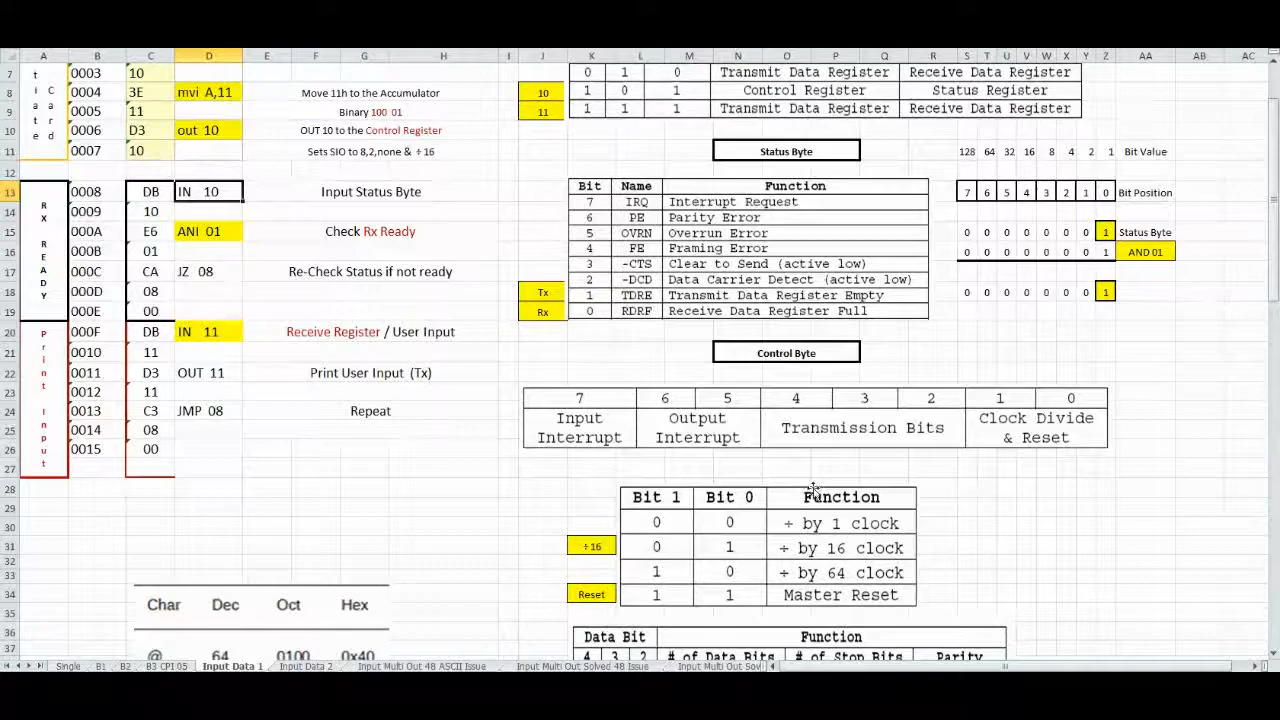 A B C D E F G H I J K L M N O P Q R S T U V W X Y Z AA AB AC
7 t 0003 10 0 1 0 Transmit Data Register Receive Data Register
8 i C 0004 3E mvi A,11 Move 11h to the Accumulator 10 1 0 1 Control Register Status Register
9 a a 0005 11 Binary 100 01 11 1 1 1 Transmit Data Register Receive Data Register
10 t r 0006 D3 out 10 OUT 10 to the Control Register
11 e d 0007 10 Sets SIO to 8,2,none & ÷16 Status Byte 128 64 32 16 8 4 2 1 Bit Value
12
13 0008 DB IN 10 Input Status Byte Bit Name Function 7 6 5 4 3 2 1 0 Bit Position
7 IRQ Interrupt Request
14 R X 0009 10 6 PE Parity Error
15 R E A D Y 000A E6 ANI 01 Check Rx Ready 5 OVRN Overrun Error 0 0 0 0 0 0 0 1 Status Byte
16 000B 01 4 FE Framing Error 0 0 0 0 0 0 0 1 AND 01
3 -CTS Clear to Send (active low)
17 000C CA JZ 08 Re-Check Status if not ready 2 -DCD Data Carrier Detect (active low)
18 000D 08 Tx 1 TDRE Transmit Data Register Empty 0 0 0 0 0 0 0 1
19 000E 00 Rx 0 RDRF Receive Data Register Full
20 P r i n t 000F DB IN 11 Receive Register / User Input
21 0010 11 Control Byte
22 I n p u t 0011 D3 OUT 11 Print User Input (Tx)
23 0012 11 7 6 5 4 3 2 1 0
24 0013 C3 JMP 08 Repeat Input Interrupt Output Interrupt Transmission Bits Clock Divide & Reset
25 0014 08
26 0015 00
27
28 Bit 1 Bit 0 Function
29
30 0 0 ÷ by 1 clock
31 ÷16 0 1 ÷ by 16 clock
32
33 1 0 ÷ by 64 clock
34 Reset 1 1 Master Reset
35 Char Dec Oct Hex
36 Data Bit Function
37 @ 64 0100 0x40 4 3 2 # of Data Bits # of Stop Bits Parity
Single B1 B2 B3 CPI 05 Input Data 1 Input Data 2 Input Multi Out 48 ASCII Issue Input Multi Out Solved 48 Issue Input Multi Out Sov